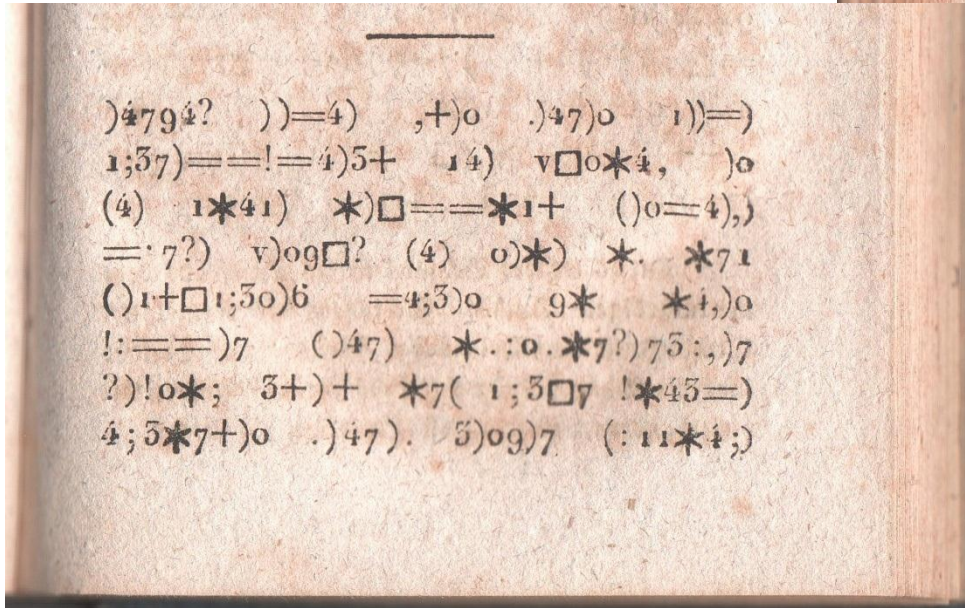 )4794? ))=4) ,+)o .)47)o 1))=)
1;37)==!=4)3+ 14) v□o✱4, )o
(4) 1✱41) ✱)□==✱1+ ()o=4),)
=· 7?) v)og□? (4) o)✱) ✱. ✱71
()1+□1;3o)6 =4;3)o 9✱ ✱4,)o
!:==)7 ()47) ✱.:o.✱7?)73:,)7
?)!o✱; 3+)+ ✱7( 1;3□7 !✱43=)
4;3✱7+)o .)47). 3)og)7 (:11✱4;)